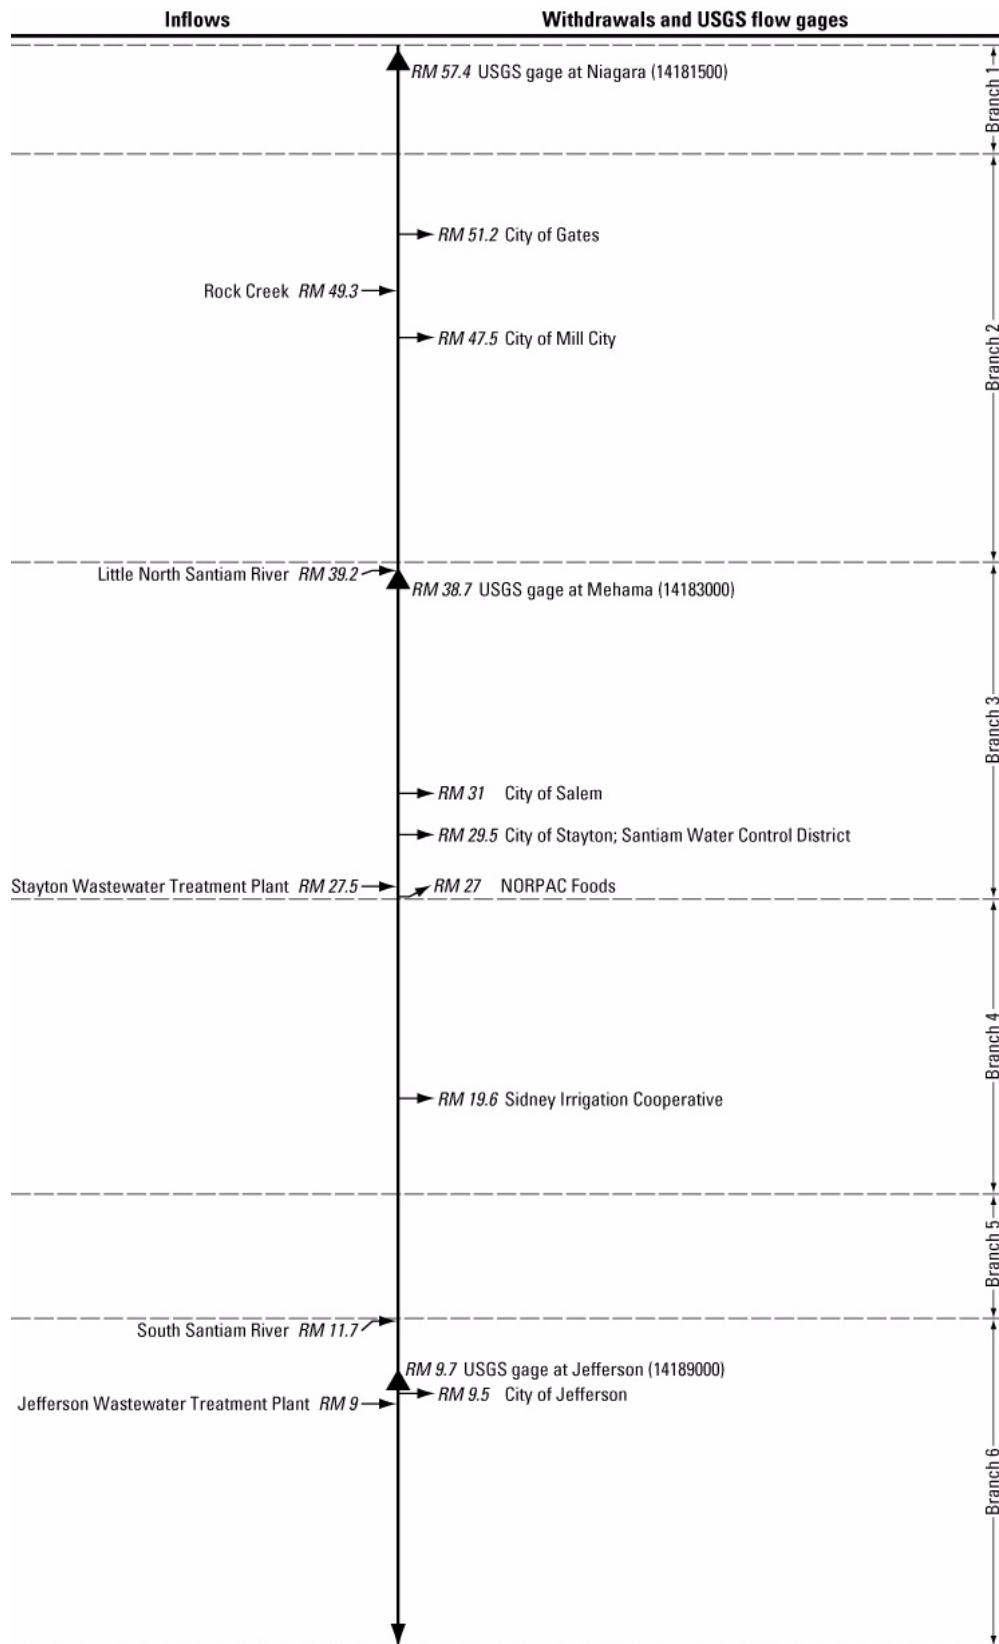 Inflows
Withdrawals and USGS flow gages
RM 57.4 USGS gage at Niagara (14181500)
Branch 1
RM 51.2 City of Gates
Rock Creek RM 49.3
RM 47.5 City of Mill City
Branch 2
Little North Santiam River RM 39.2
RM 38.7 USGS gage at Mehama (14183000)
Branch 3
RM 31 City of Salem
RM 29.5 City of Stayton; Santiam Water Control District
Stayton Wastewater Treatment Plant RM 27.5
RM 27 NORPAC Foods
Branch 4
RM 19.6 Sidney Irrigation Cooperative
Branch 5
South Santiam River RM 11.7
RM 9.7 USGS gage at Jefferson (14189000)
RM 9.5 City of Jefferson
Jefferson Wastewater Treatment Plant RM 9
Branch 6